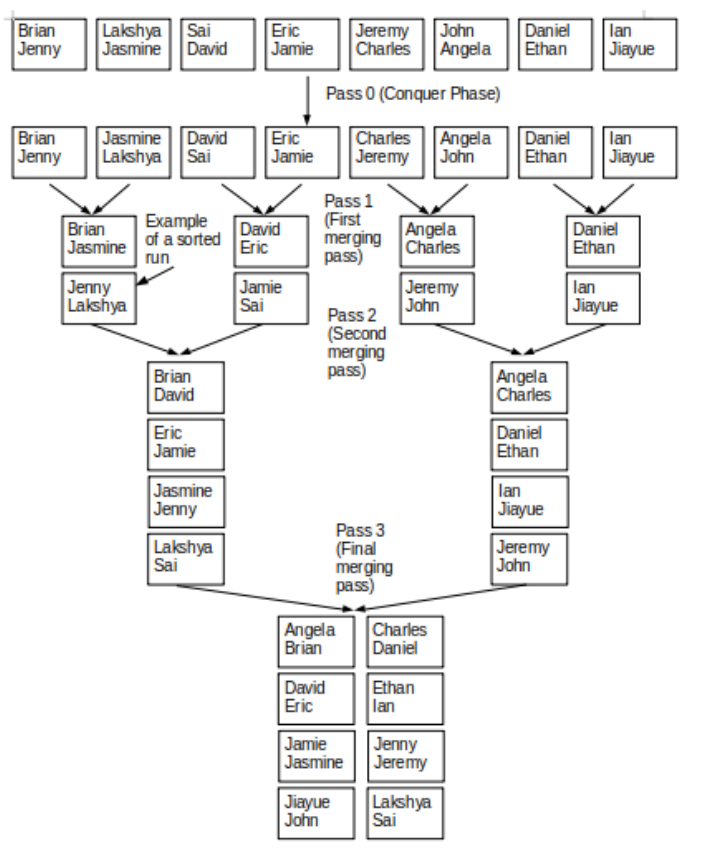 Brian
Jenny
Lakshya
Jasmine
Sai
David
Eric
Jamie
Jeremy
Charles
John
Angela
Daniel
Ethan
Ian
Jiayue
Pass 0 (Conquer Phase)
Brian
Jenny
Jasmine
Lakshya
David
Sai
Eric
Jamie
Charles
Jeremy
Angela
John
Daniel
Ethan
Ian
Jiayue
Pass 1
(First
merging
pass)
Brian
Jasmine
Example
of a sorted
run
David
Eric
Angela
Charles
Daniel
Ethan
Jenny
Lakshya
Jamie
Sai
Jeremy
John
Ian
Jiayue
Pass 2
(Second
merging
pass)
Brian
David
Angela
Charles
Eric
Jamie
Daniel
Ethan
Jasmine
Jenny
Ian
Jiayue
Lakshya
Sai
Jeremy
John
Pass 3
(Final
merging
pass)
Angela
Brian
Charles
Daniel
David
Eric
Ethan
Ian
Jamie
Jasmine
Jenny
Jeremy
Jiayue
John
Lakshya
Sai